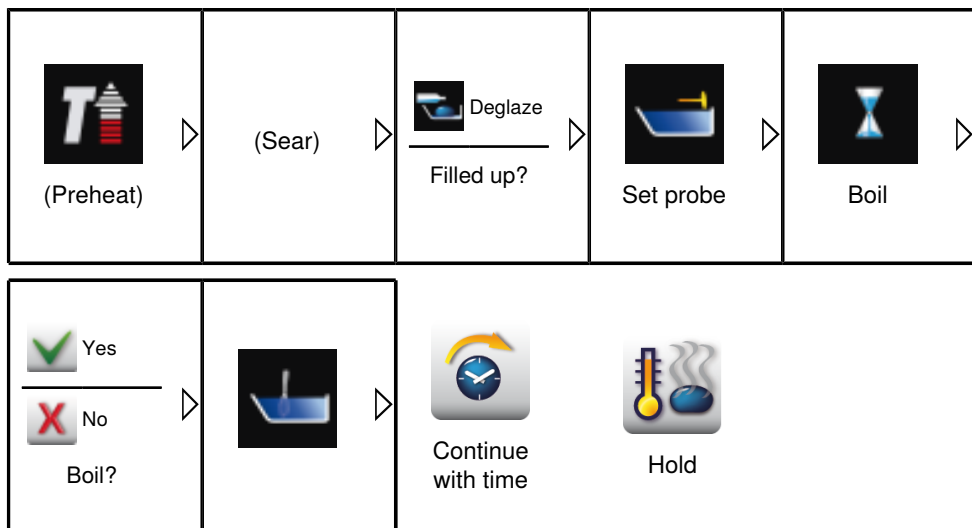 (Preheat)
(Sear)
Deglaze
Filled up?
Set probe
Boil
Yes
No
Boil?
Continue
with time
Hold